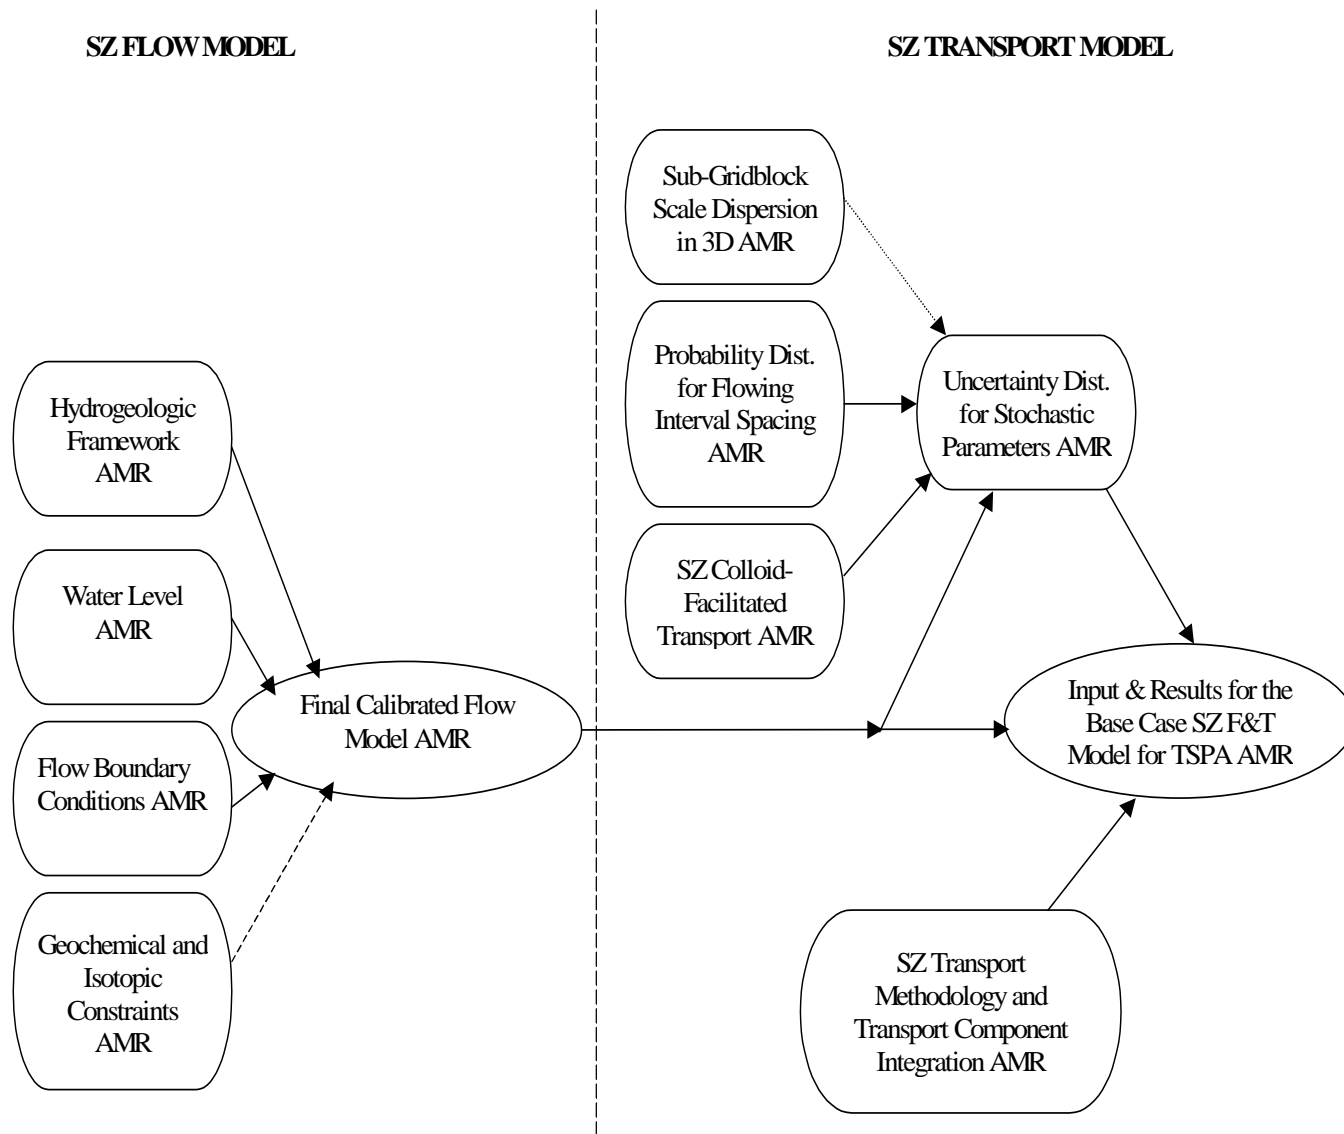 SZ FLOW MODEL
SZ TRANSPORT MODEL
Sub-Gridblock
Scale Dispersion
in 3D AMR
Probability Dist.
for Flowing
Interval Spacing
AMR
Uncertainty Dist.
for Stochastic
Parameters AMR
Hydrogeologic
Framework
AMR
SZ Colloid-
Facilitated
Transport AMR
Water Level
AMR
Final Calibrated Flow
Model AMR
Input & Results for the
Base Case SZ F&T
Model for TSPA AMR
Flow Boundary
Conditions AMR
Geochemical and
Isotopic
Constraints
AMR
SZ Transport
Methodology and
Transport Component
Integration AMR